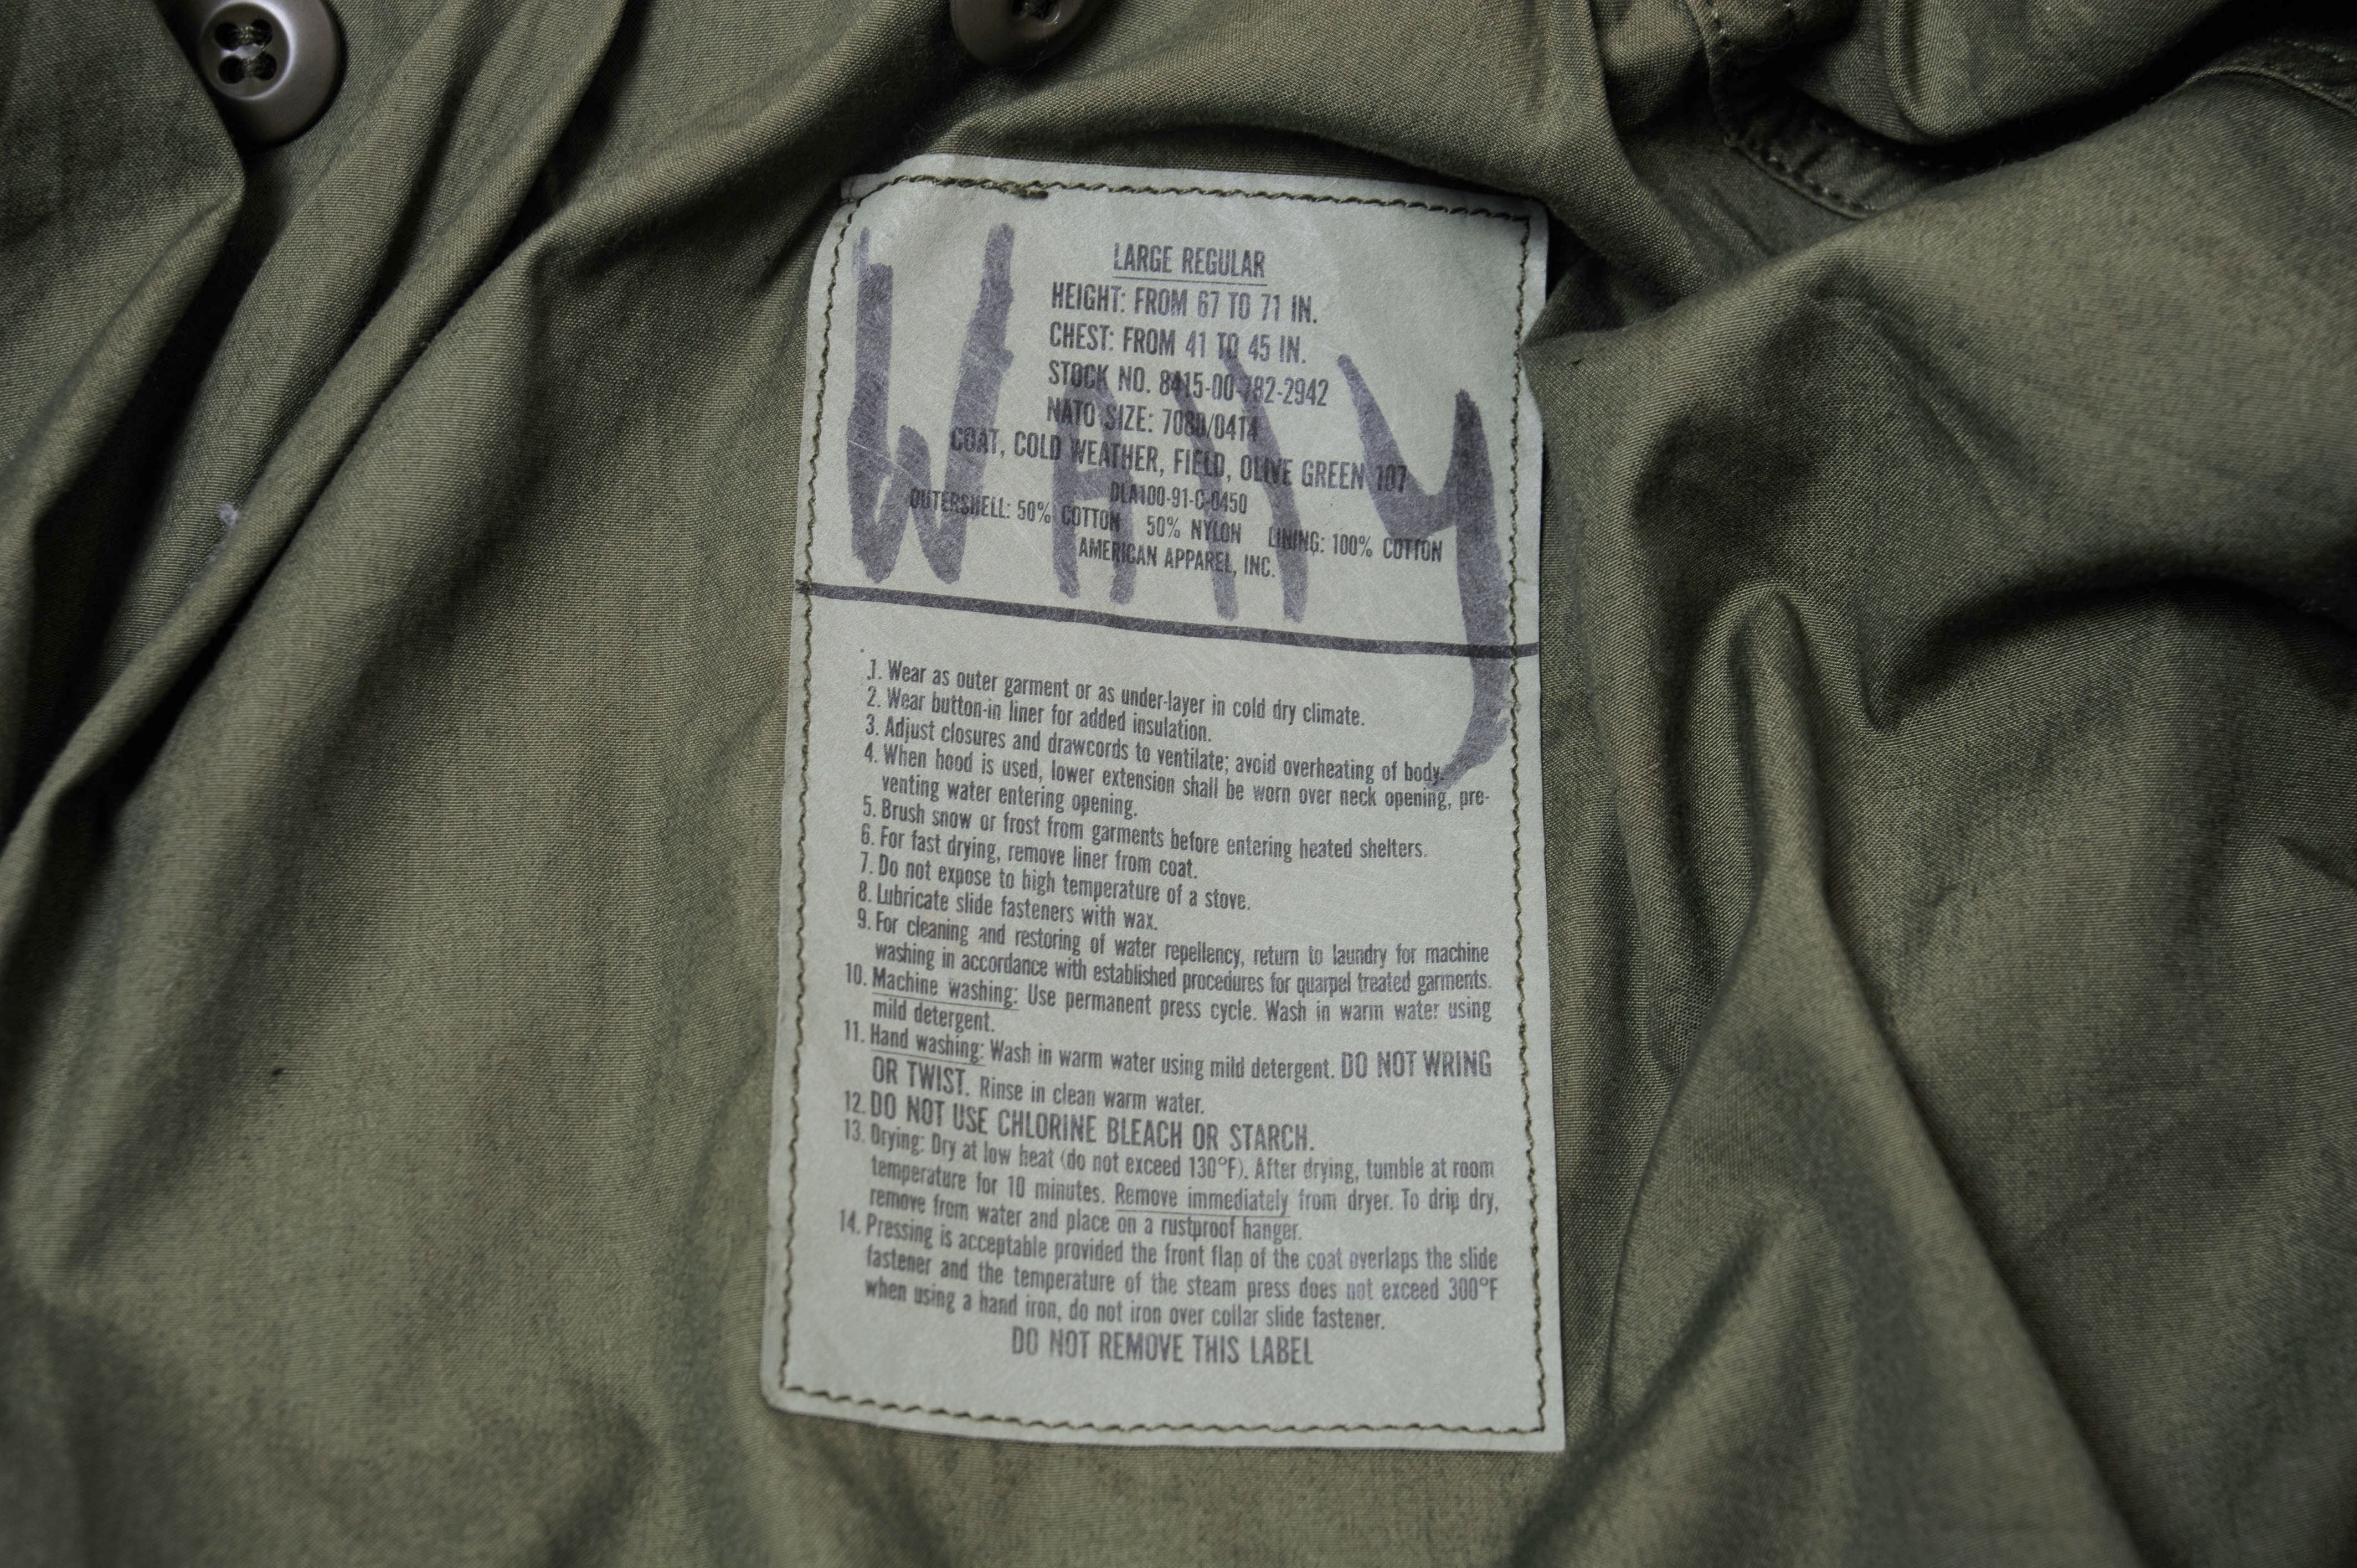 LARGE REGULAR
HEIGHT: FROM 67 TO 71 IN.
CHEST: FROM 41 TO 45 IN.
STOCK NO. 8415-00-782-2942
NATO SIZE: 7080/0414
COAT, COLD WEATHER, FIELD, OLIVE GREEN 107
DLA100-91-C-0450
OUTERSHELL: 50% COTTON 50% NYLON LINING: 100% COTTON
AMERICAN APPAREL, INC.
1. Wear as outer garment or as under-layer in cold dry climate.
2. Wear button-in liner for added insulation.
3. Adjust closures and drawcords to ventilate; avoid overheating of body.
4. When hood is used, lower extension shall be worn over neck opening, pre-
venting water entering opening.
5. Brush snow or frost from garments before entering heated shelters.
6. For fast drying, remove liner from coat.
7. Do not expose to high temperature of a stove.
8. Lubricate slide fasteners with wax.
9. For cleaning and restoring of water repellency, return to laundry for machine
washing in accordance with established procedures for quarpel treated garments.
10. Machine washing: Use permanent press cycle. Wash in warm water using
mild detergent.
11. Hand washing: Wash in warm water using mild detergent. DO NOT WRING
OR TWIST. Rinse in clean warm water.
12. DO NOT USE CHLORINE BLEACH OR STARCH.
13. Drying: Dry at low heat (do not exceed 130°F). After drying, tumble at room
temperature for 10 minutes. Remove immediately from dryer. To drip dry,
remove from water and place on a rustproof hanger.
14. Pressing is acceptable provided the front flap of the coat overlaps the slide
fastener and the temperature of the steam press does not exceed 300°F
when using a hand iron, do not iron over collar slide fastener.
DO NOT REMOVE THIS LABEL